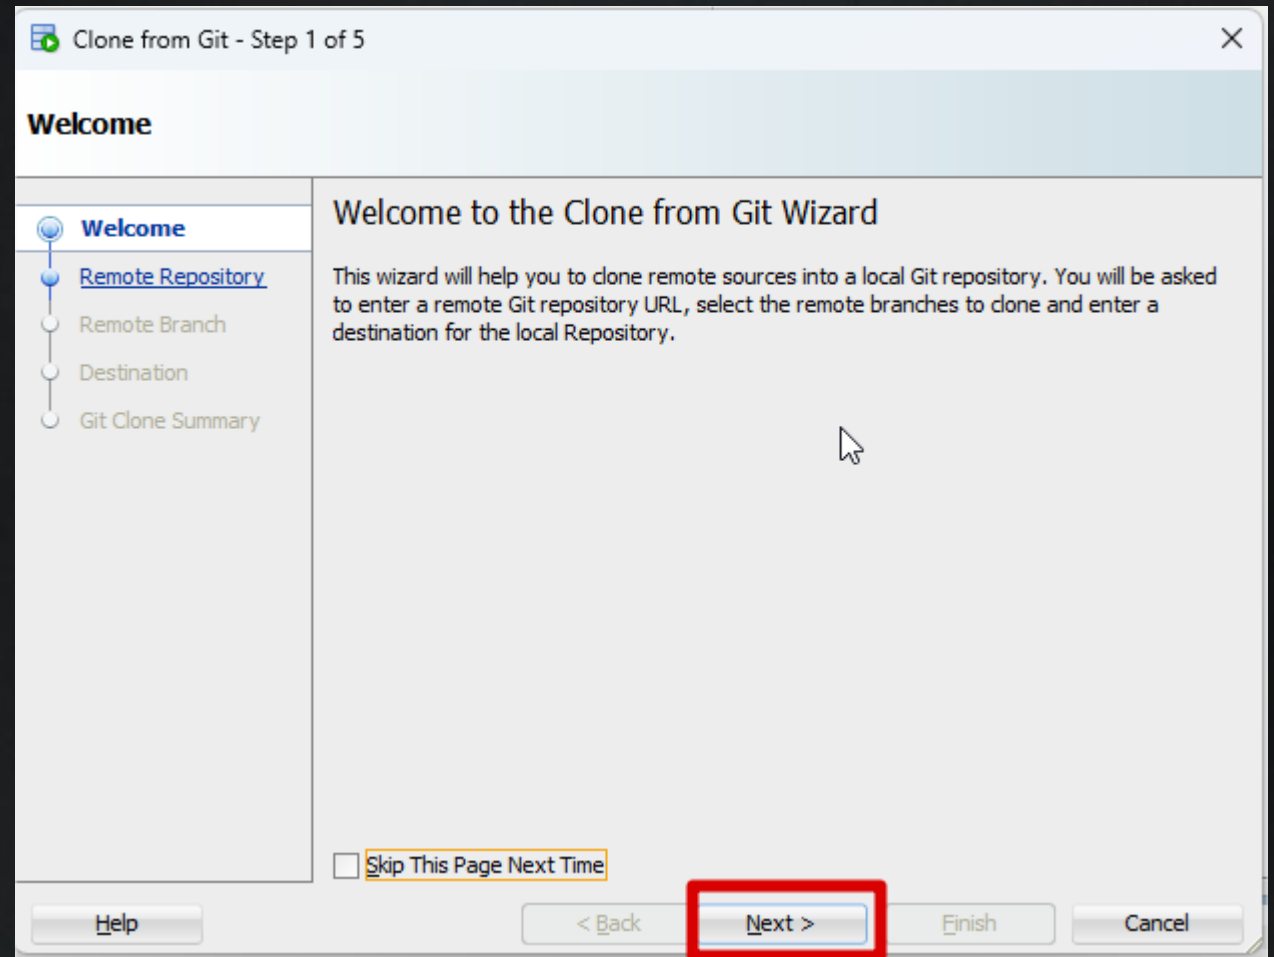 Clone from Git - Step 1 of 5
Welcome
Welcome
Remote Repository
Remote Branch
Destination
Git Clone Summary
Welcome to the Clone from Git Wizard
This wizard will help you to clone remote sources into a local Git repository. You will be asked
to enter a remote Git repository URL, select the remote branches to clone and enter a
destination for the local Repository.
Skip This Page Next Time
Help
< Back
Next >
Finish
Cancel